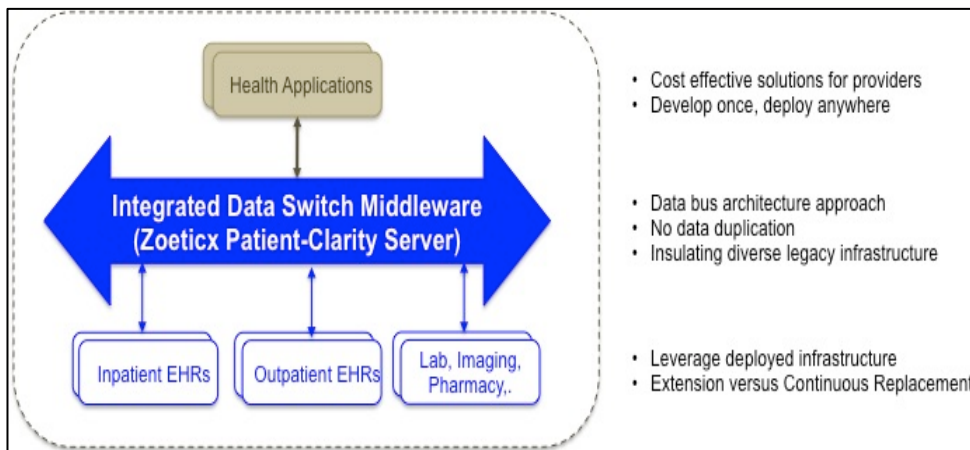 Health Applications
Integrated Data Switch Middleware
(Zoeticx Patient-Clarity Server)
Inpatient EHRs
Outpatient EHRs
Lab, Imaging,
Pharmacy,.
• Cost effective solutions for providers
• Develop once, deploy anywhere
• Data bus architecture approach
• No data duplication
• Insulating diverse legacy infrastructure
• Leverage deployed infrastructure
• Extension versus Continuous Replacement